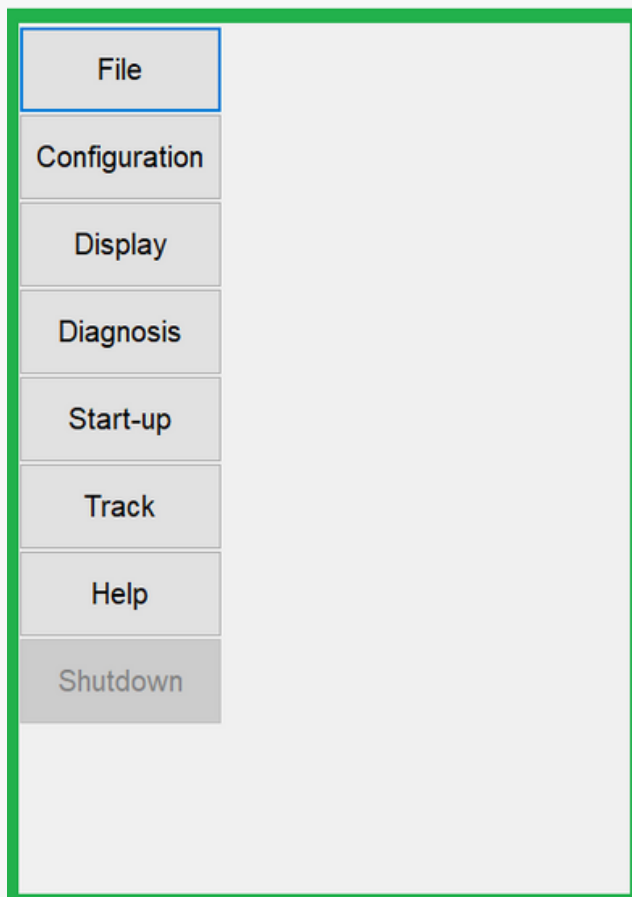 File
Configuration
Display
Diagnosis
Start-up
Track
Help
Shutdown